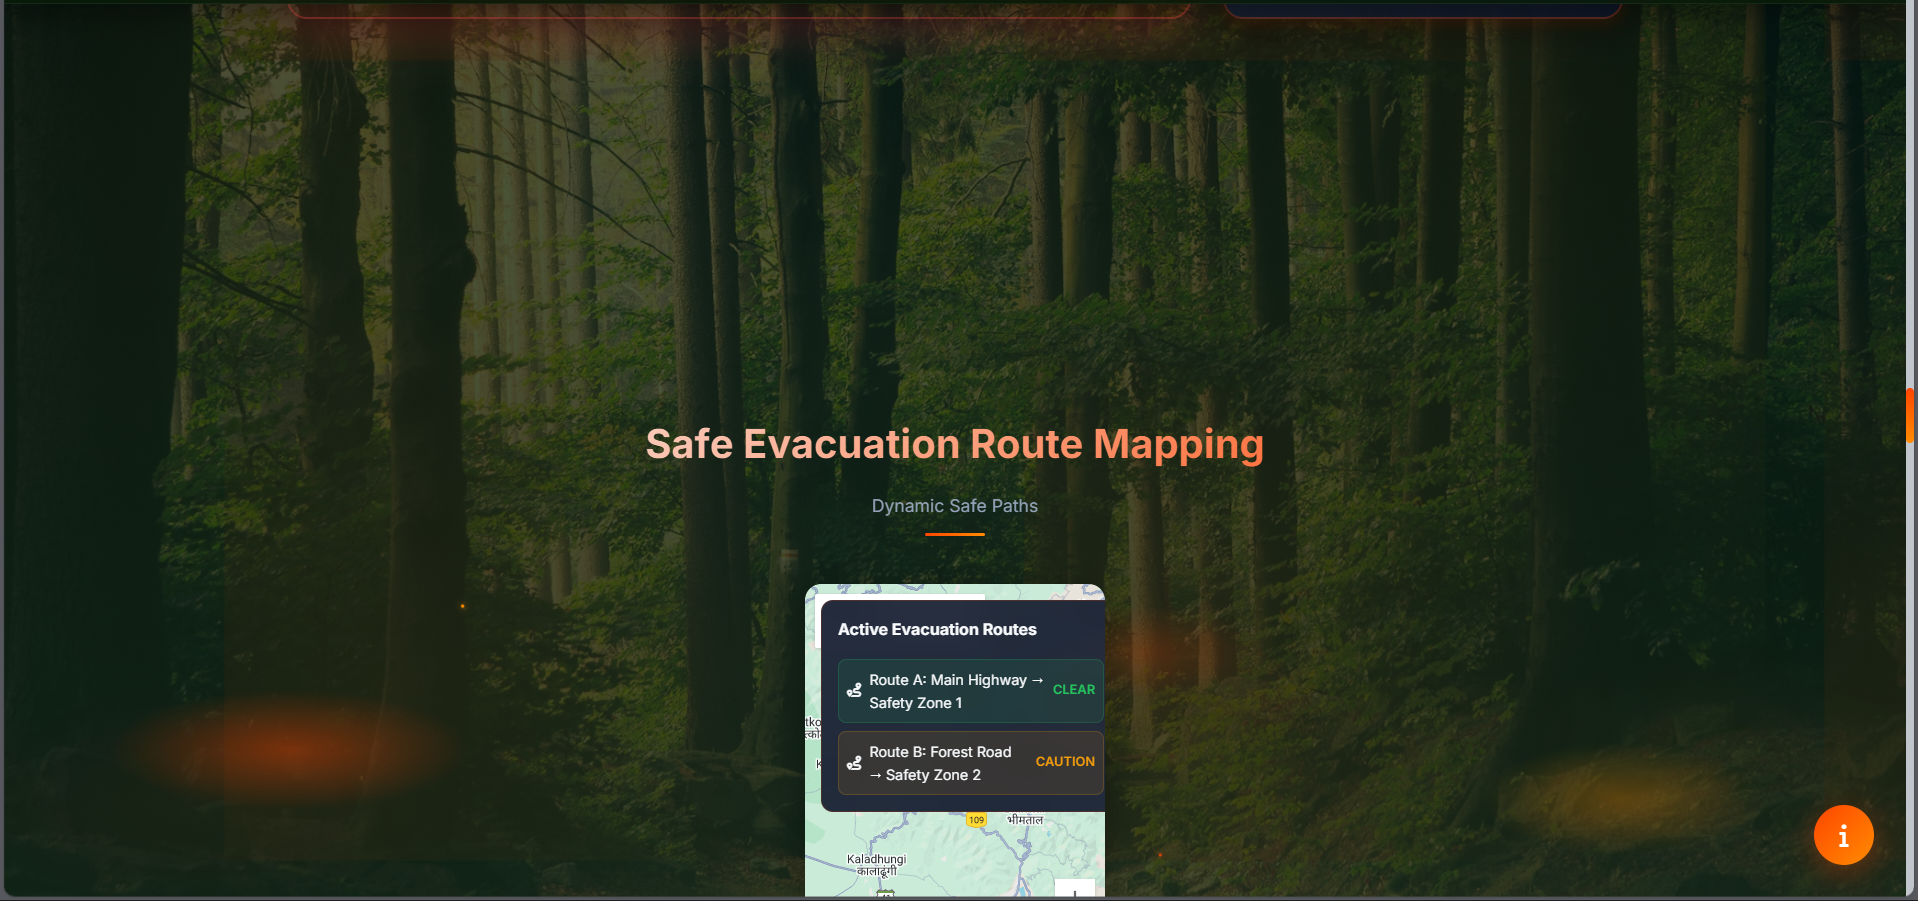 Safe Evacuation Route Mapping
Dynamic Safe Paths
Active Evacuation Routes
Route A: Main Highway →
Safety Zone 1
CLEAR
Route B: Forest Road
→ Safety Zone 2
CAUTION
109
भीमताल
Kaladhungi
कालाढूंगी
i